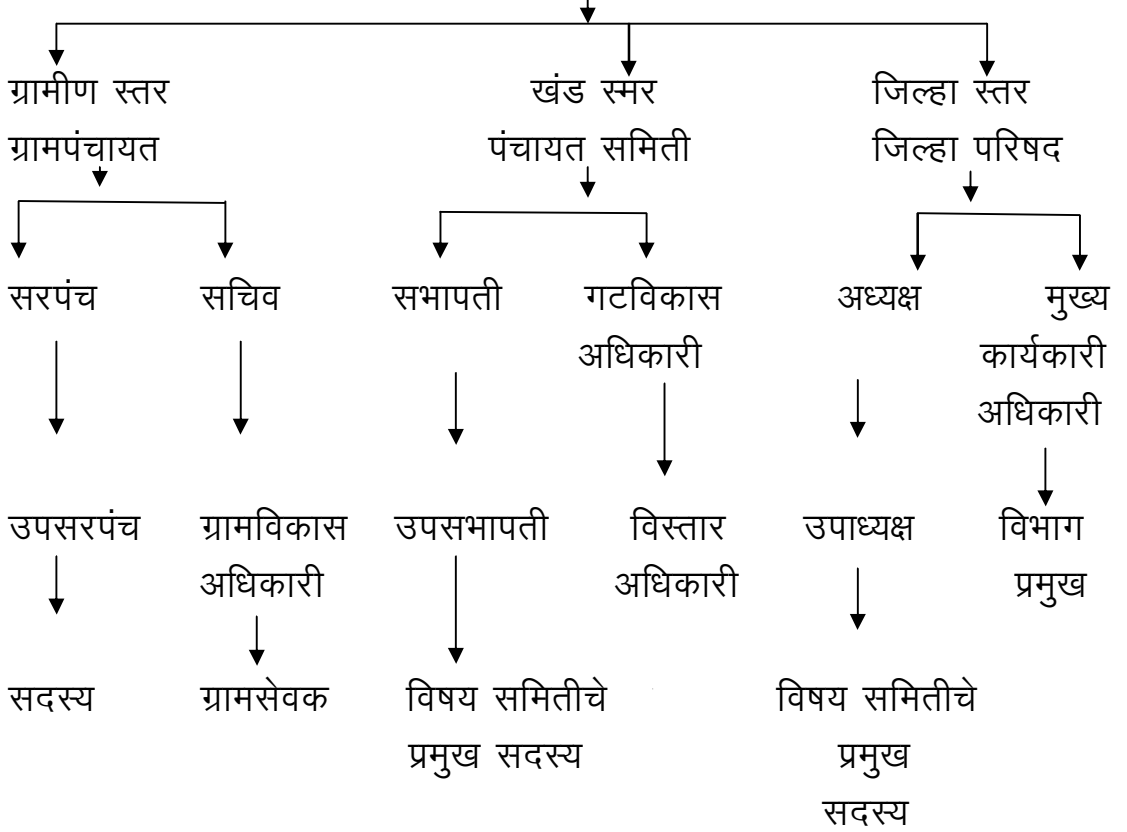 ग्रामीण स्तर खंड स्मर जिल्हा स्तर
ग्रामपंचायत पंचायत समिती जिल्हा परिषद
सरपंच सचिव सभापती गटविकास अध्यक्ष मुख्य
अधिकारी कार्यकारी
अधिकारी
उपसरपंच ग्रामविकास उपसभापती विस्तार उपाध्यक्ष विभाग
अधिकारी अधिकारी प्रमुख
सदस्य ग्रामसेवक विषय समितीचे विषय समितीचे
प्रमुख सदस्य प्रमुख
सदस्य